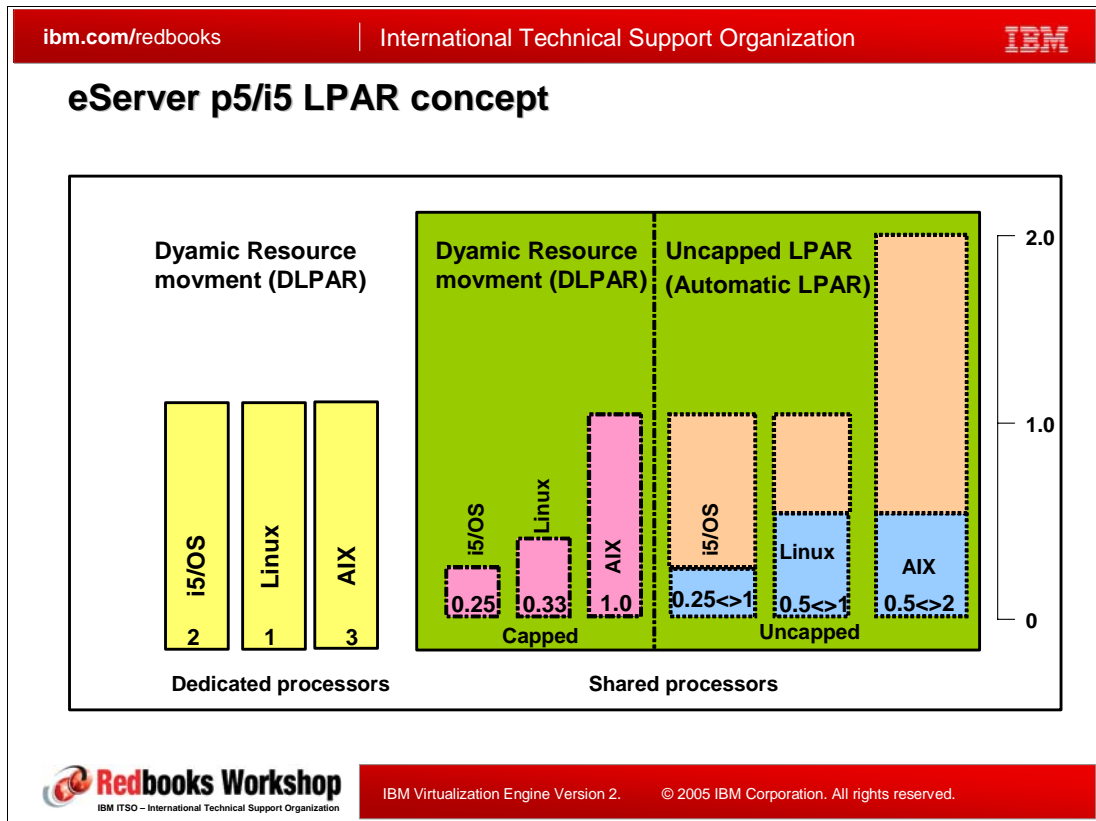 ibm.com/redbooks
International Technical Support Organization
IBM
eServer p5/i5 LPAR concept
Dyamic Resource
movment (DLPAR)
Dyamic Resource
movment (DLPAR)
Uncapped LPAR
(Automatic LPAR)
2.0
1.0
0
i5/OS
2
Linux
1
AIX
3
i5/OS
0.25
Linux
0.33
AIX
1.0
i5/OS
0.25<>1
Linux
0.5<>1
AIX
0.5<>2
Capped
Uncapped
Dedicated processors
Shared processors
Redbooks Workshop
IBM ITSO – International Technical Support Organization
IBM Virtualization Engine Version 2.
© 2005 IBM Corporation. All rights reserved.